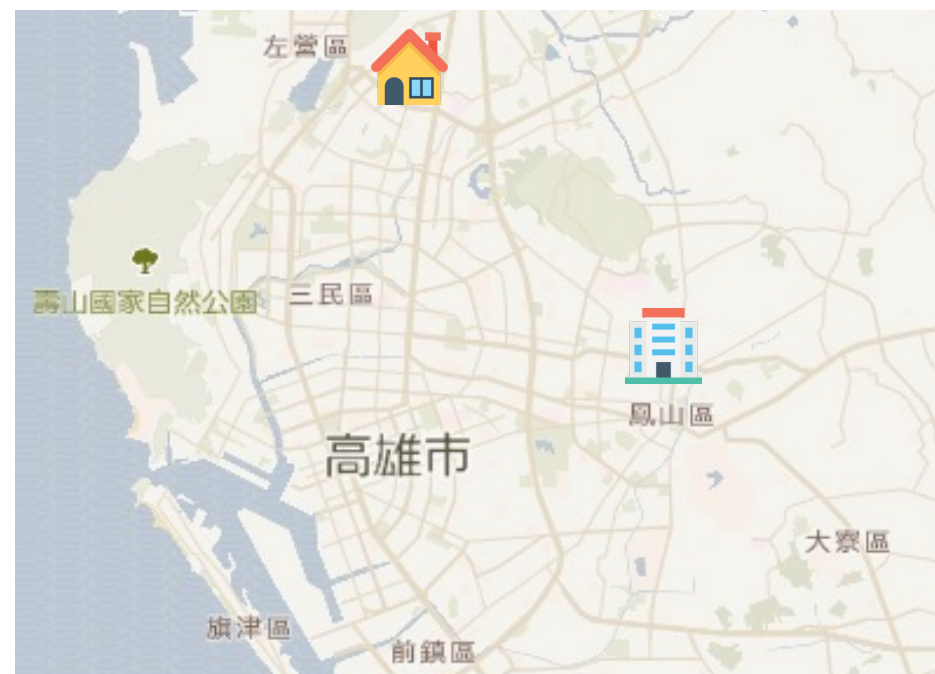 左營區
壽山國家自然公園
三民區
鳳山區
高雄市
大寮區
旗津區
前鎮區